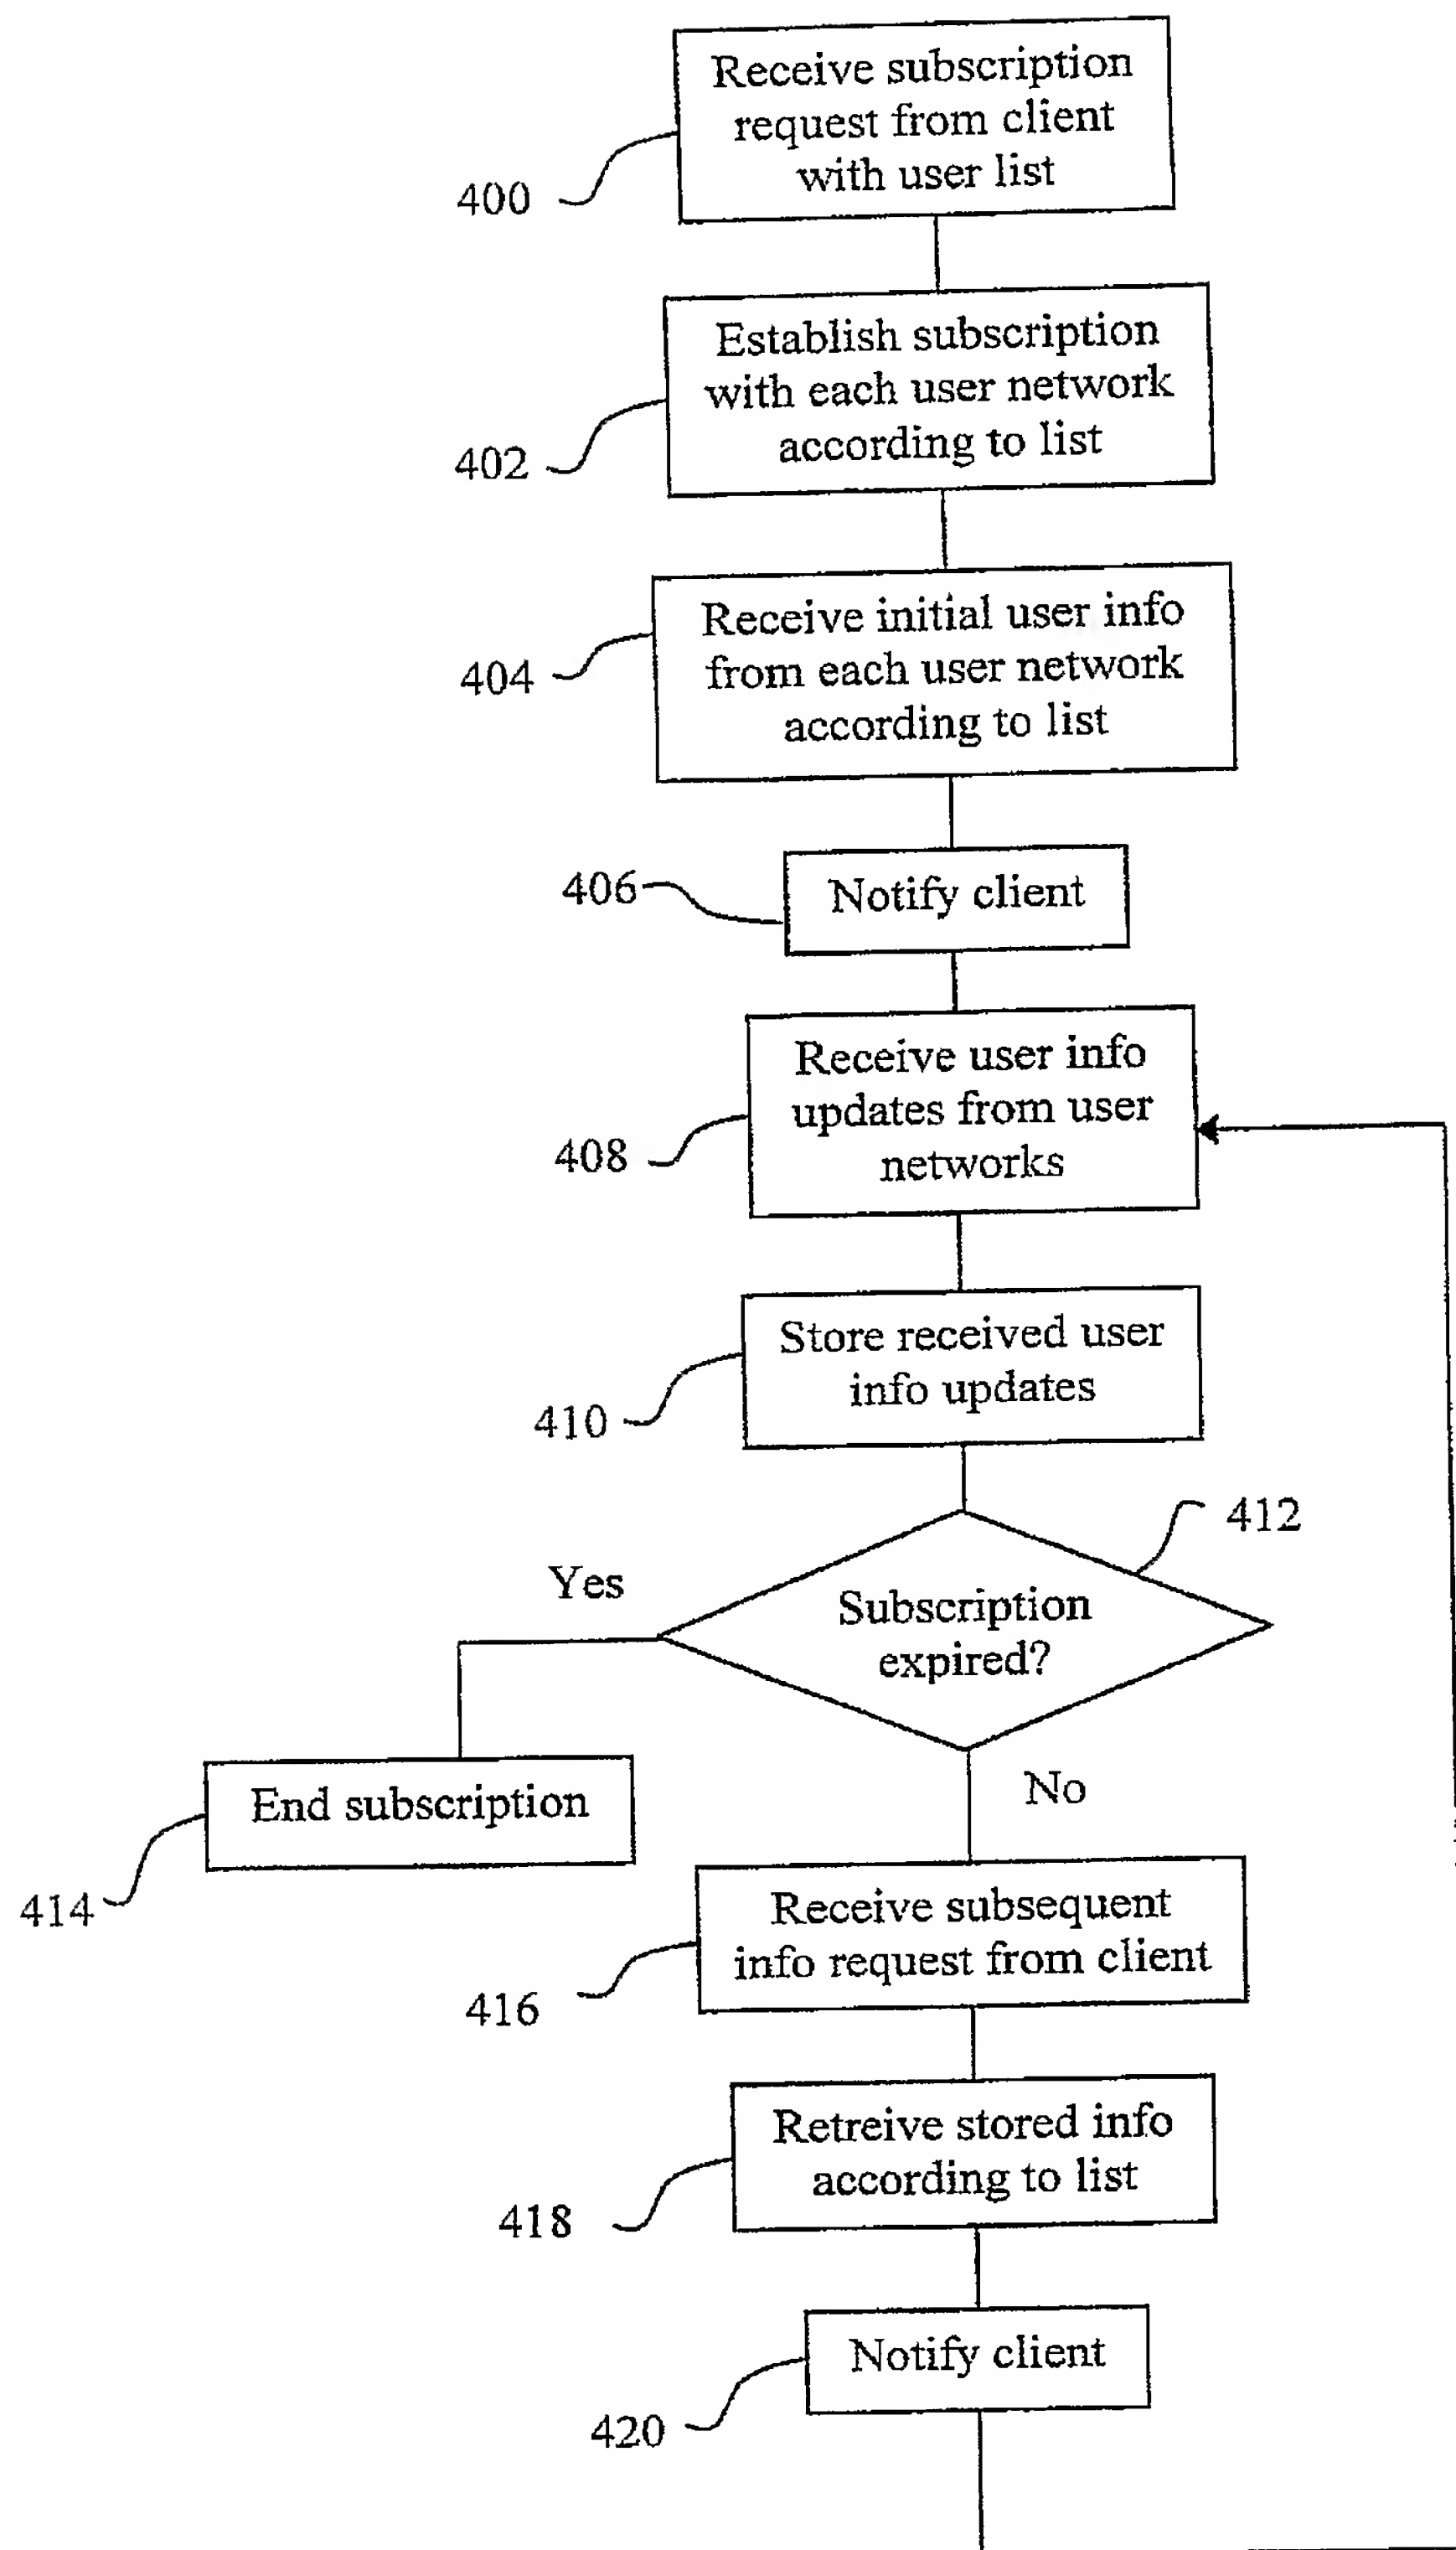 Receive subscription
request from client
with user list
400
Establish subscription
with each user network
according to list
402
Receive initial user info
from each user network
according to list
404
406
Notify client
Receive user info
updates from user
networks
408
Store received user
info updates
410
412
Yes
Subscription
expired?
No
End subscription
414
Receive subsequent
info request from client
416
Retreive stored info
according to list
418
Notify client
420